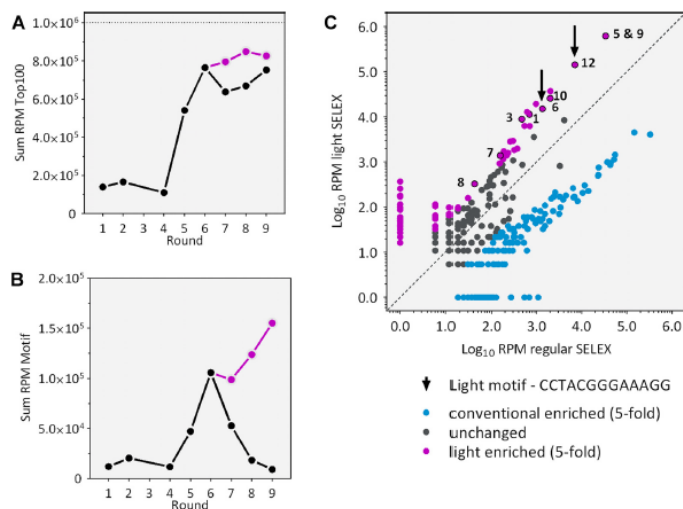 A
Sum RPM Top100
1.0×10⁶
8.0×10⁵
6.0×10⁵
4.0×10⁵
2.0×10⁵
0
1 2 3 4 5 6 7 8 9
Round
B
Sum RPM Motif
2.0×10⁵
1.5×10⁵
1.0×10⁵
5.0×10⁴
0
1 2 3 4 5 6 7 8 9
Round
C
Log₁₀ RPM light SELEX
6.0
5.0
4.0
3.0
2.0
1.0
0.0
5 & 9
12
10
6
3 1
7
8
0.0 1.0 2.0 3.0 4.0 5.0 6.0
Log₁₀ RPM regular SELEX
Light motif - CCTACGGGAAAGG
conventional enriched (5-fold)
unchanged
light enriched (5-fold)